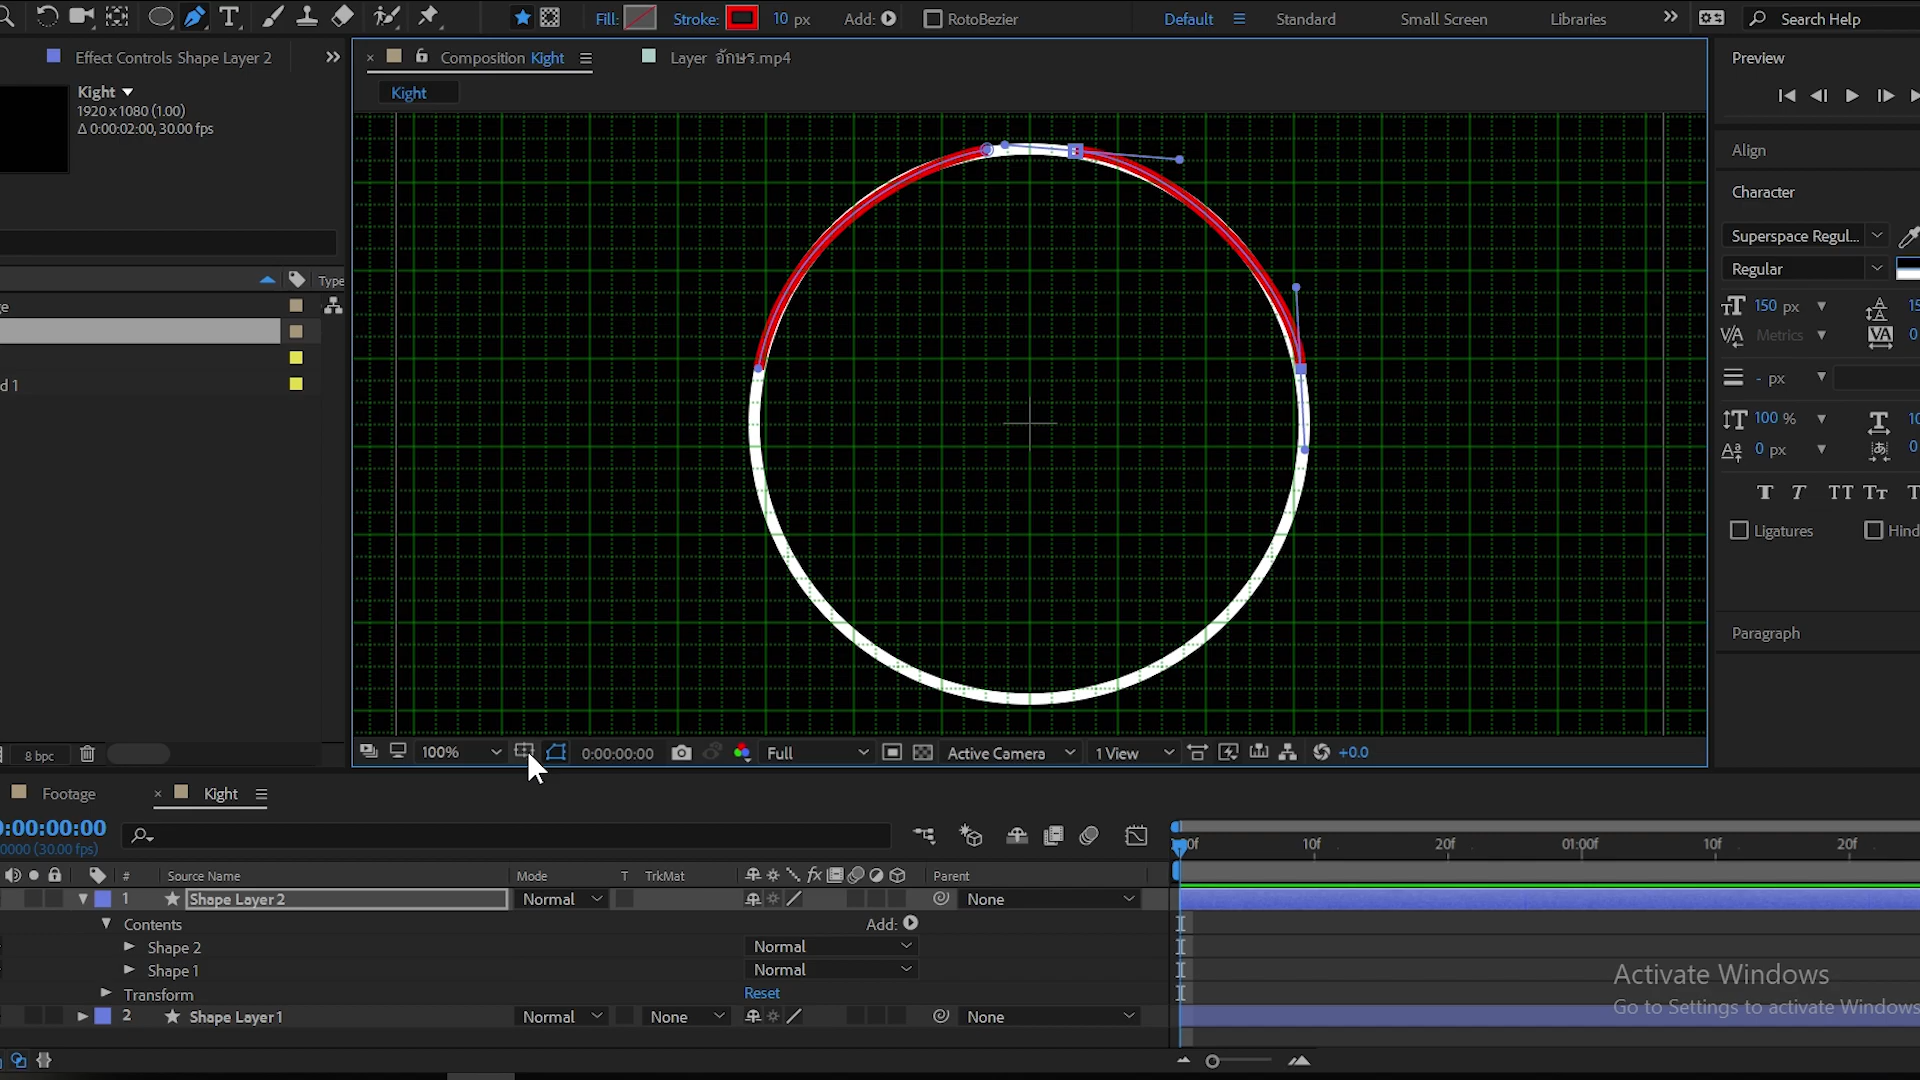 Fill: Stroke: 10 px Add: RotoBezier Default Standard Small Screen Libraries Search Help
Effect Controls Shape Layer 2
Composition Kight
Layer อักษร.mp4
Preview
Kight
1920 x 1080 (1.00)
Δ 0:00:02:00, 30.00 fps
Kight
Align
Character
Superspace Regul...
Regular
Type
e
d 1
150 px
Metrics 0
- px
100 %
0 px 0
T T TT Tt
Ligatures
Paragraph
8 bpc
100% 0:00:00:00 Full Active Camera 1 View +0.0
Footage Kight
0:00:00:00
0000 (30.00 fps)
10f 20f 01:00f 10f 20f
# Source Name Mode T TrkMat fx Parent
1 Shape Layer 2 Normal None
Contents Add:
Shape 2 Normal
Shape 1 Normal
Transform Reset
2 Shape Layer 1 Normal None None
Activate Windows
Go to Settings to activate Windows